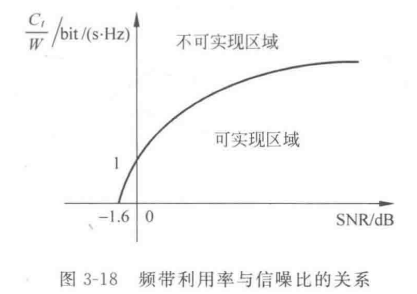 C_t/W /bit/(s·Hz)
不可实现区域
可实现区域
1
-1.6 0
SNR/dB
图 3-18 频带利用率与信噪比的关系